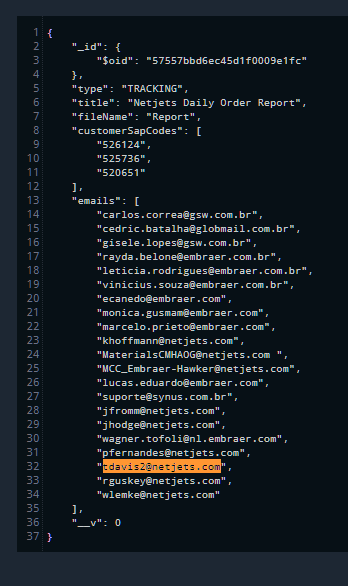 1 {
2 "_id": {
3 "$oid": "57557bbd6ec45d1f0009e1fc"
4 },
5 "type": "TRACKING",
6 "title": "Netjets Daily Order Report",
7 "fileName": "Report",
8 "customerSapCodes": [
9 "526124",
10 "525736",
11 "520651"
12 ],
13 "emails": [
14 "carlos.correa@gsw.com.br",
15 "cedric.batalha@globmail.com.br",
16 "gisele.lopes@gsw.com.br",
17 "rayda.belone@embraer.com.br",
18 "leticia.rodrigues@embraer.com.br",
19 "vinicius.souza@embraer.com.br",
20 "ecanedo@embraer.com",
21 "monica.gusmam@embraer.com",
22 "marcelo.prieto@embraer.com",
23 "khoffmann@netjets.com",
24 "MaterialsCMHAOG@netjets.com ",
25 "MCC_Embraer-Hawker@netjets.com",
26 "lucas.eduardo@embraer.com",
27 "suporte@synus.com.br",
28 "jfromm@netjets.com",
29 "jhodge@netjets.com",
30 "wagner.tofoli@nl.embraer.com",
31 "pfernandes@netjets.com",
32 "tdavis2@netjets.com",
33 "rguskey@netjets.com",
34 "wlemke@netjets.com"
35 ],
36 "__v": 0
37 }